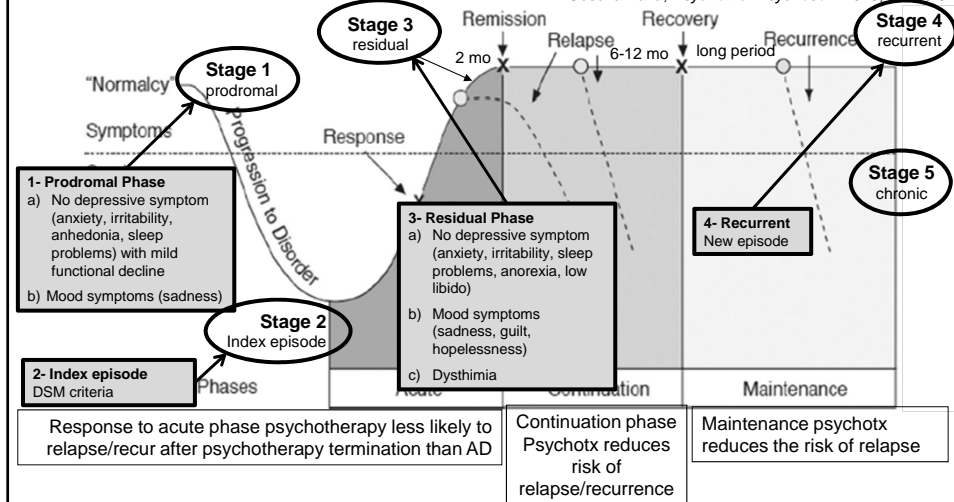 Remission
Recovery
Stage 4
recurrent
Stage 3
residual
Relapse
6-12 mo
long period
Recurrence
2 mo
X
X
Stage 1
prodromal
"Normalcy"
Symptoms
Response
Progression to Disorder
Stage 5
chronic
1- Prodromal Phase
a) No depressive symptom
(anxiety, irritability,
anhedonia, sleep
problems) with mild
functional decline
b) Mood symptoms (sadness)
3- Residual Phase
a) No depressive symptom
(anxiety, irritability, sleep
problems, anorexia, low
libido)
b) Mood symptoms
(sadness, guilt,
hopelessness)
c) Dysthimia
4- Recurrent
New episode
Stage 2
Index episode
2- Index episode
DSM criteria
Phases
Acute
Continuation
Maintenance
Response to acute phase psychotherapy less likely to
relapse/recur after psychotherapy termination than AD
Continuation phase
Psychotx reduces
risk of
relapse/recurrence
Maintenance psychotx
reduces the risk of relapse